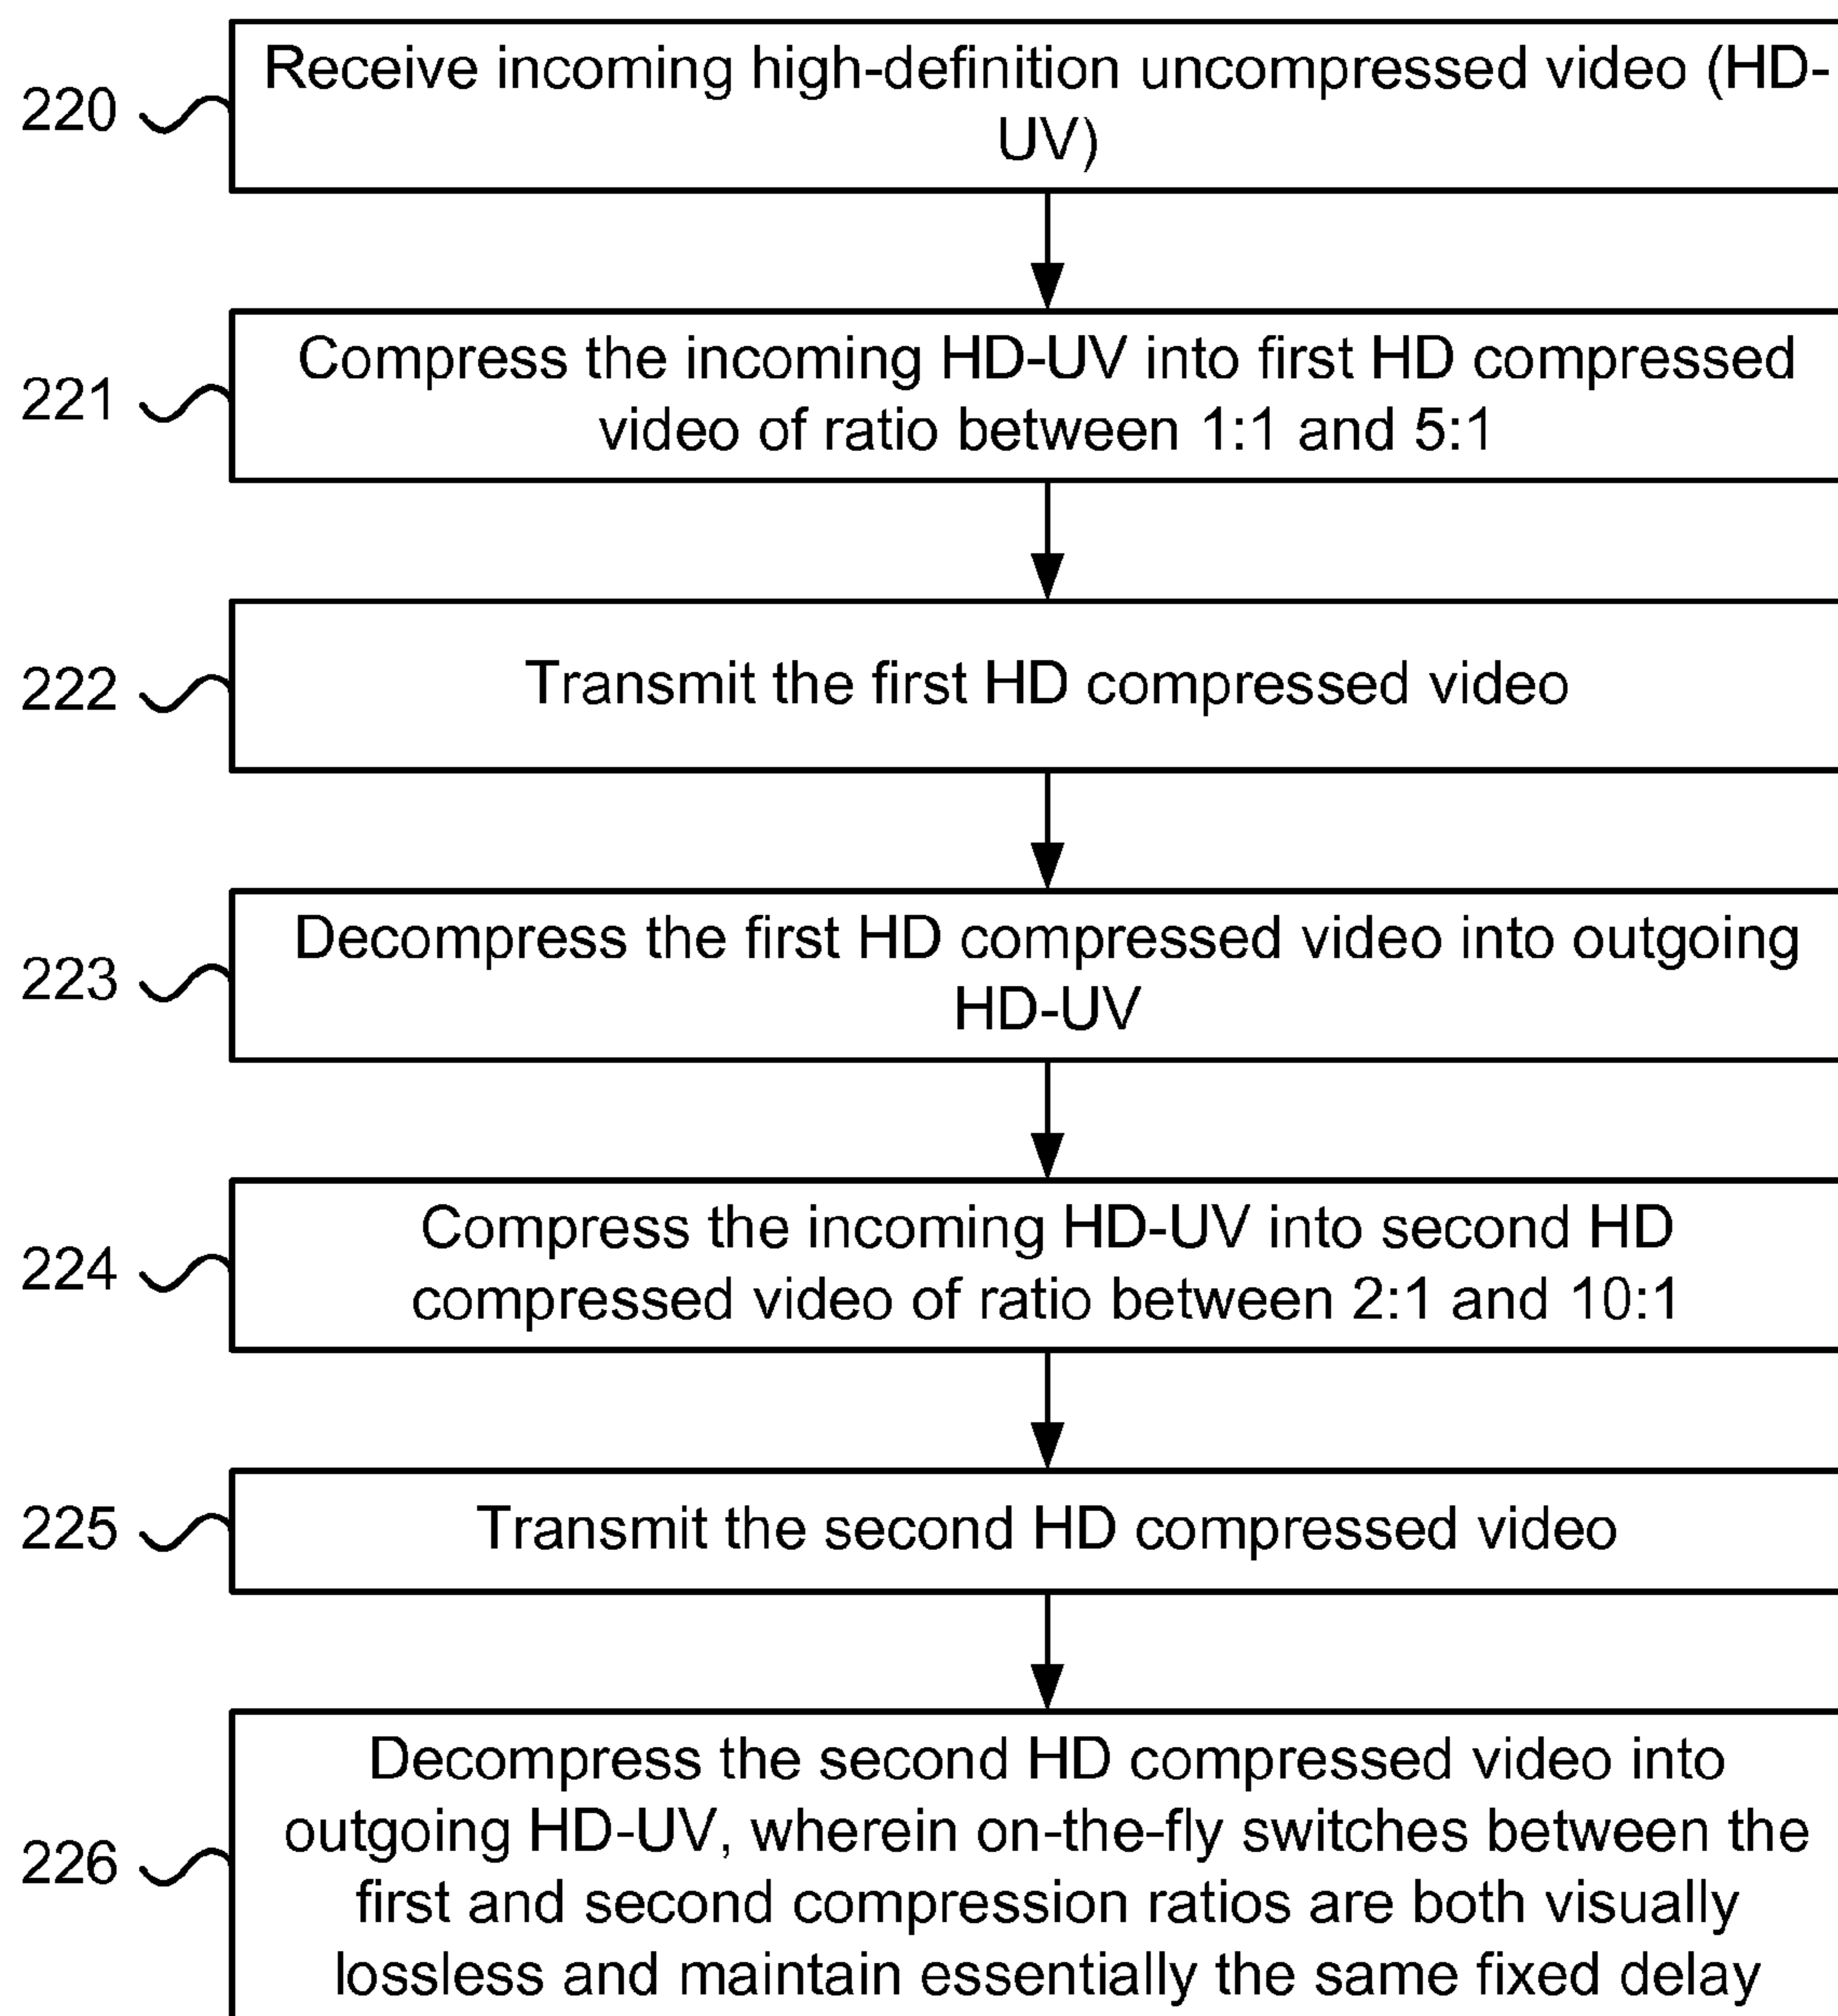 220
Receive incoming high-definition uncompressed video (HD-
UV)
221
Compress the incoming HD-UV into first HD compressed
video of ratio between 1:1 and 5:1
222
Transmit the first HD compressed video
223
Decompress the first HD compressed video into outgoing
HD-UV
224
Compress the incoming HD-UV into second HD
compressed video of ratio between 2:1 and 10:1
225
Transmit the second HD compressed video
226
Decompress the second HD compressed video into
outgoing HD-UV, wherein on-the-fly switches between the
first and second compression ratios are both visually
lossless and maintain essentially the same fixed delay